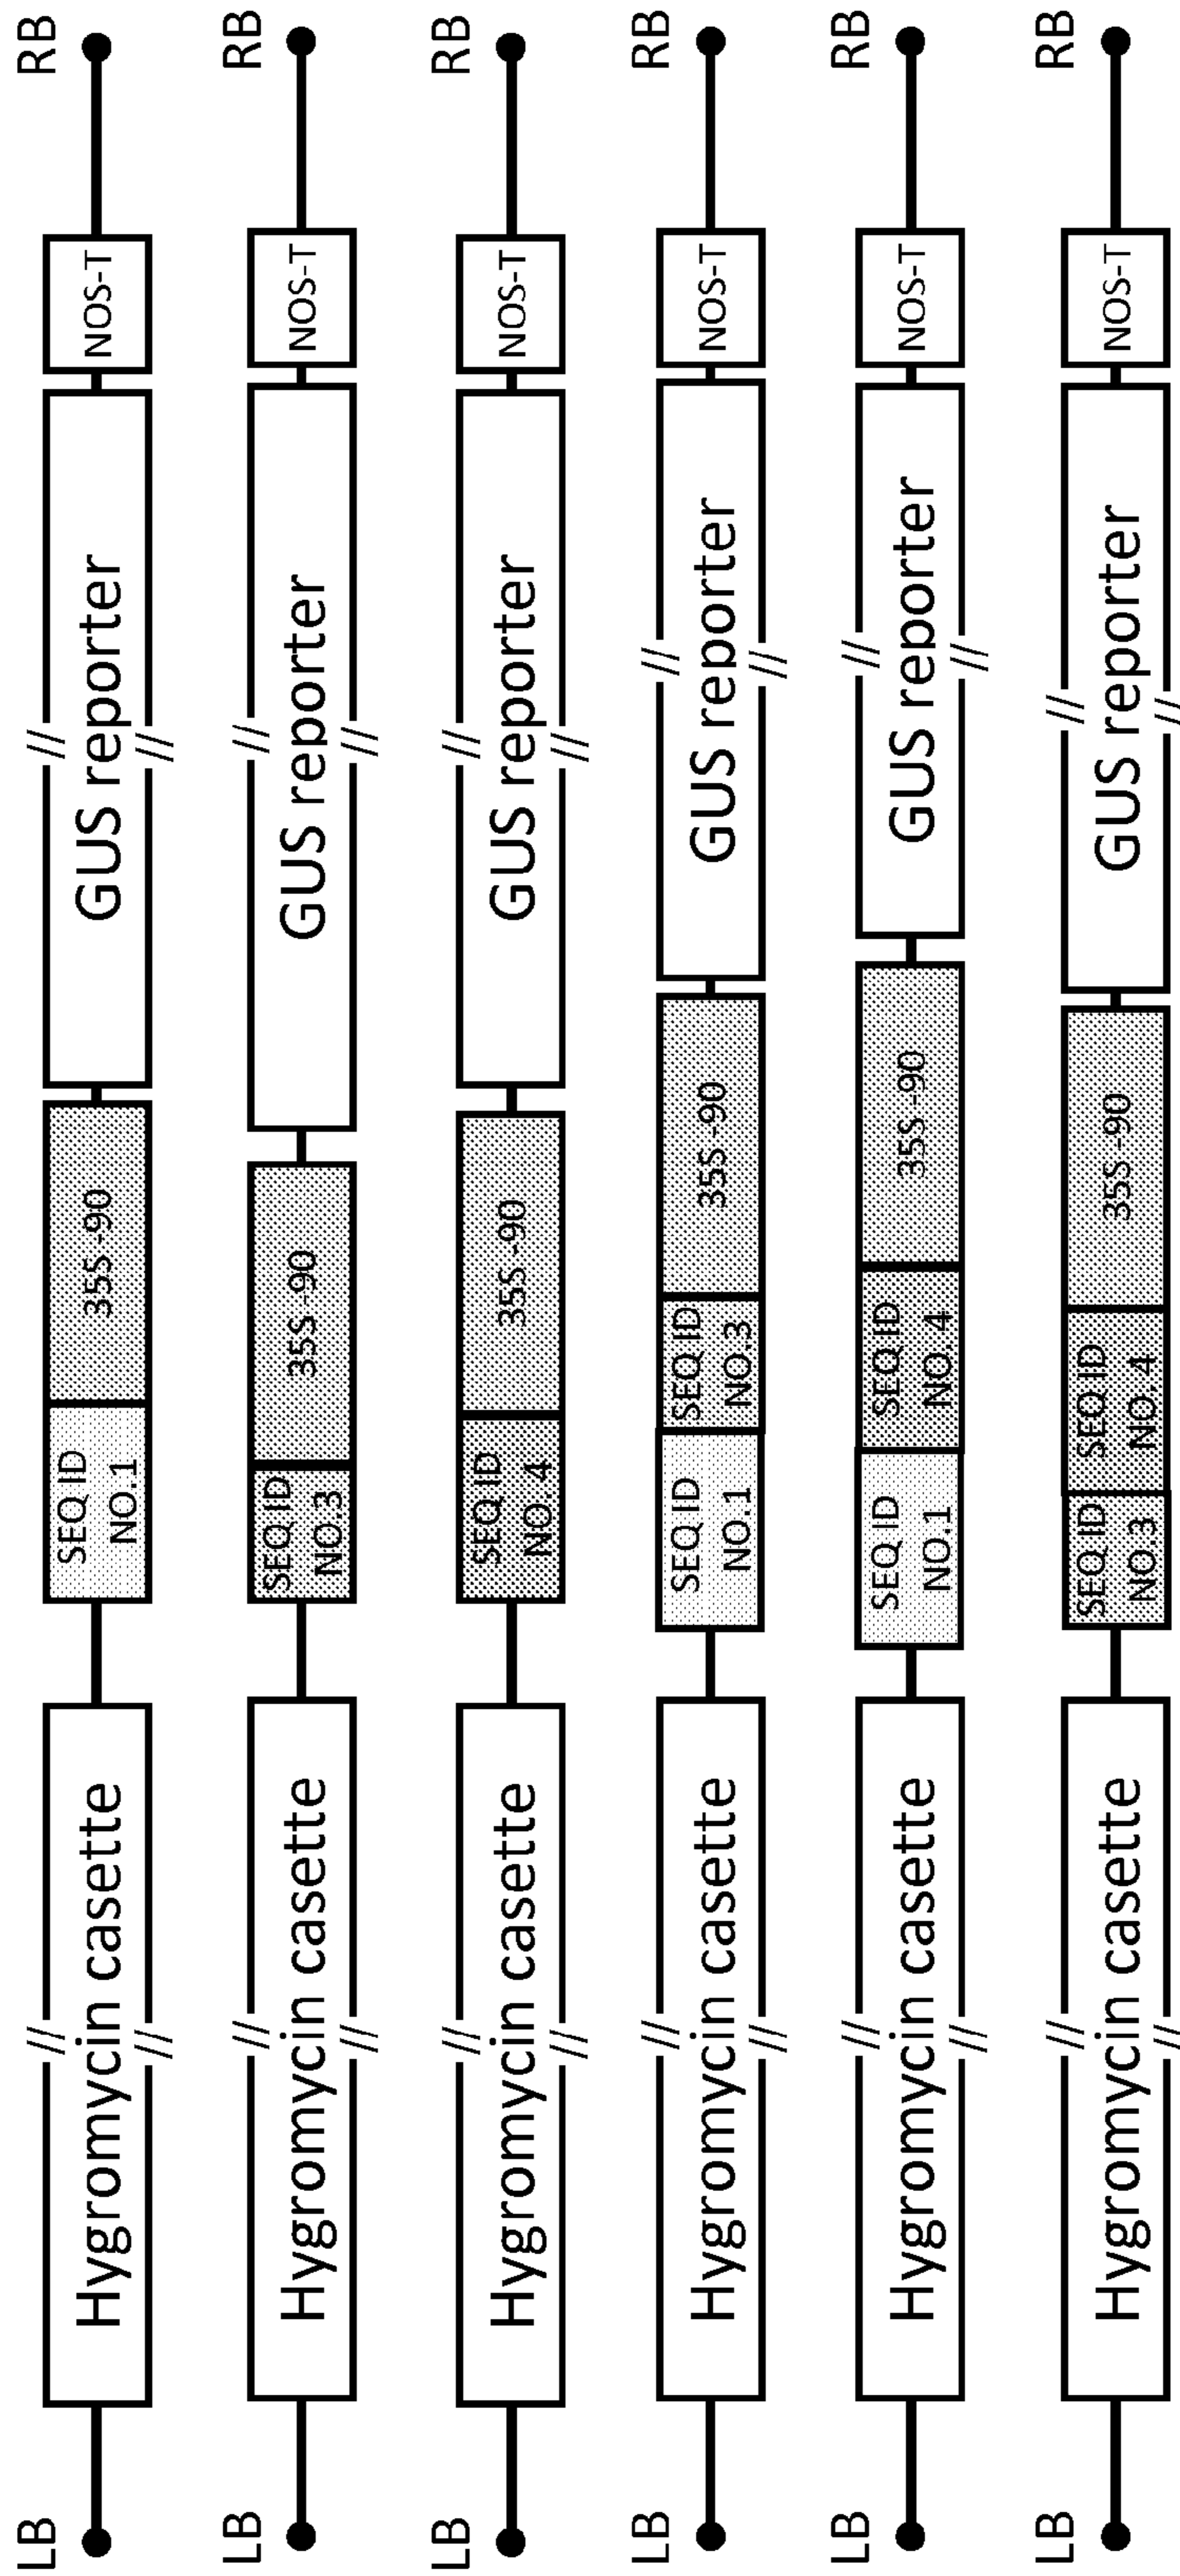 LB
Hygromycin casette
SEQ ID
NO.1
35S -90
GUS reporter
NOS-T
RB
LB
Hygromycin casette
SEQ ID
NO.3
35S -90
GUS reporter
NOS-T
RB
LB
Hygromycin casette
SEQ ID
NO.4
35S -90
GUS reporter
NOS-T
RB
LB
Hygromycin casette
SEQ ID
NO.1
SEQ ID
NO.3
35S -90
GUS reporter
NOS-T
RB
LB
Hygromycin casette
SEQ ID
NO.1
SEQ ID
NO. 4
35S -90
GUS reporter
NOS-T
RB
LB
Hygromycin casette
SEQ ID
NO.3
SEQ ID
NO. 4
35S -90
GUS reporter
NOS-T
RB